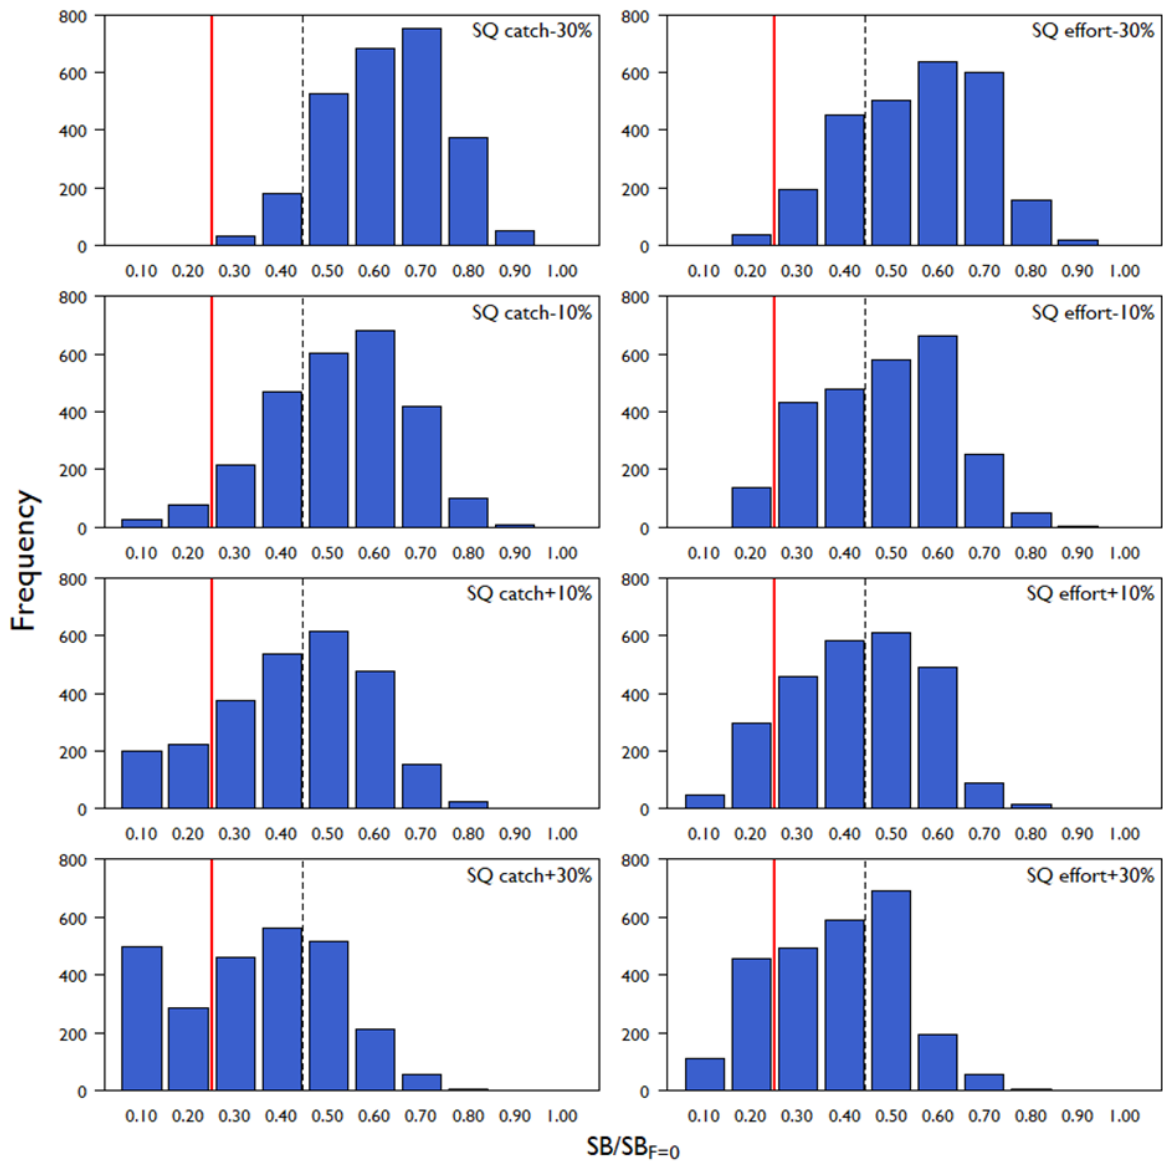 SQ catch-30%
800
600
400
200
0
0.10 0.20 0.30 0.40 0.50 0.60 0.70 0.80 0.90 1.00
SQ effort-30%
800
600
400
200
0
0.10 0.20 0.30 0.40 0.50 0.60 0.70 0.80 0.90 1.00
SQ catch-10%
800
600
400
200
0
0.10 0.20 0.30 0.40 0.50 0.60 0.70 0.80 0.90 1.00
SQ effort-10%
800
600
400
200
0
0.10 0.20 0.30 0.40 0.50 0.60 0.70 0.80 0.90 1.00
Frequency
SQ catch+10%
800
600
400
200
0
0.10 0.20 0.30 0.40 0.50 0.60 0.70 0.80 0.90 1.00
SQ effort+10%
800
600
400
200
0
0.10 0.20 0.30 0.40 0.50 0.60 0.70 0.80 0.90 1.00
SQ catch+30%
800
600
400
200
0
0.10 0.20 0.30 0.40 0.50 0.60 0.70 0.80 0.90 1.00
SQ effort+30%
800
600
400
200
0
0.10 0.20 0.30 0.40 0.50 0.60 0.70 0.80 0.90 1.00
SB/SBF=0